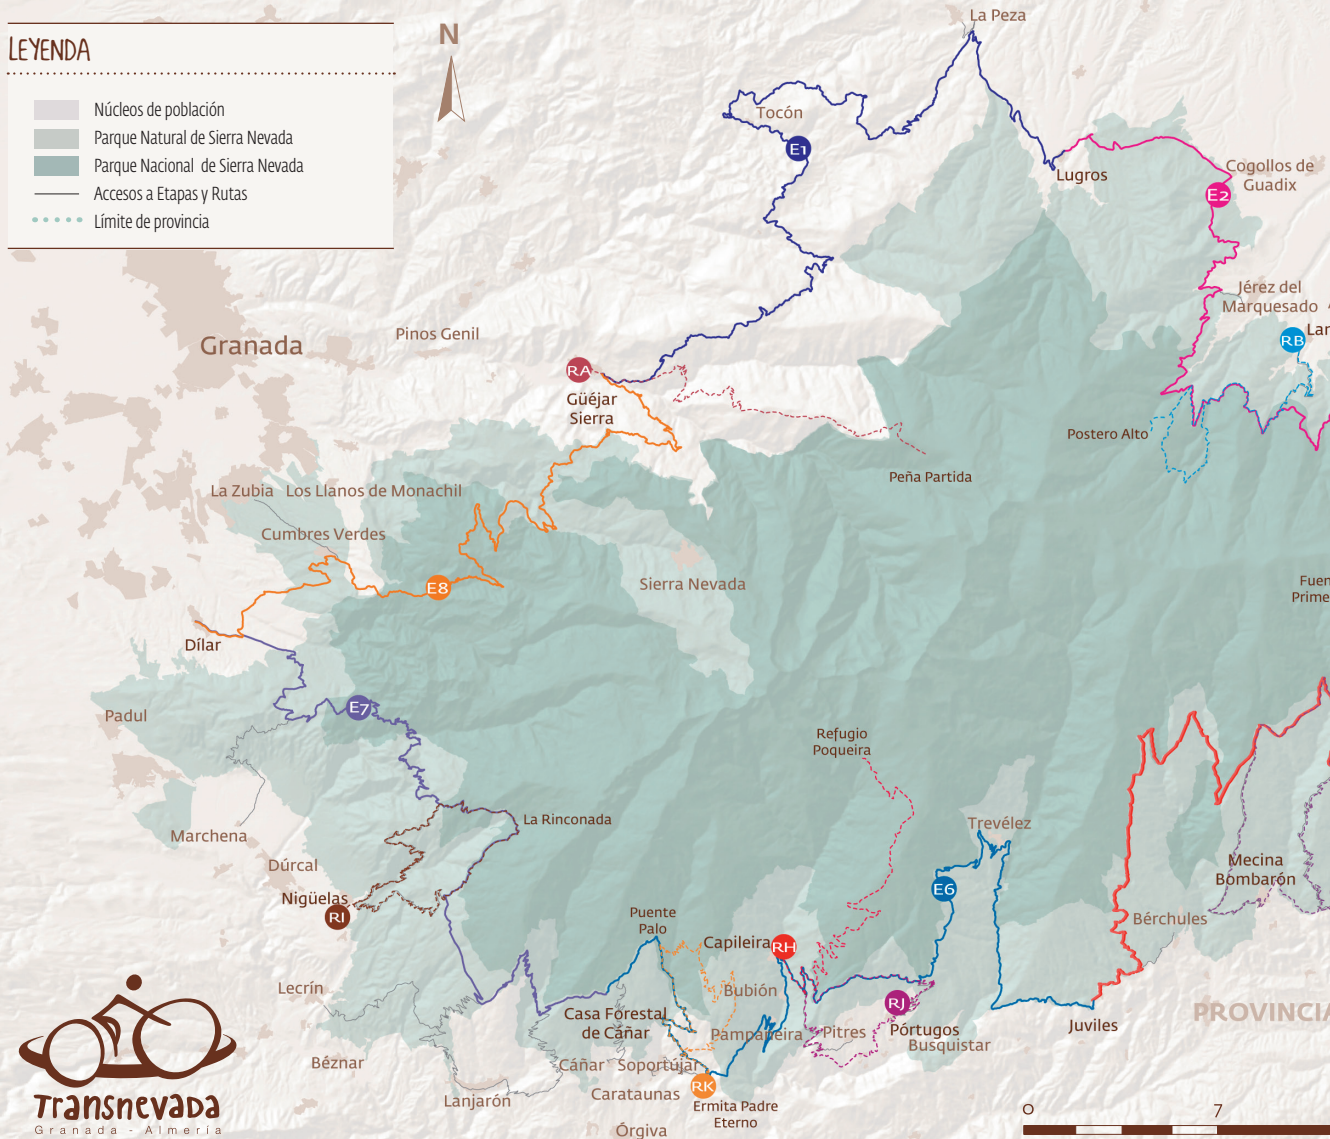 LEYENDA
Núcleos de población
Parque Natural de Sierra Nevada
Parque Nacional de Sierra Nevada
Accesos a Etapas y Rutas
Límite de provincia
N
La Peza
Tocón
E1
Lugros
Cogollos de
Guadix
E2
Jérez del
Marquesado
RB
Lar
Granada
Pinos Genil
RA
Güéjar
Sierra
Postero Alto
Peña Partida
La Zubia
Los Llanos de Monachil
Cumbres Verdes
E8
Sierra Nevada
Fuen
Prime
Dílar
Padul
E7
Refugio
Poqueira
Marchena
La Rinconada
Trevélez
Dúrcal
Nigüelas
RI
E6
Mecina
Bombarón
Bérchules
Puente
Palo
Capileira
RH
Lecrín
Bubión
RJ
Casa Forestal
de Cáñar
Pampaneira
Pitres
Pórtugos
Busquistar
Juviles
PROVINCIA
Béznar
Cáñar
Soportújar
RK
Carataunas
Lanjarón
Ermita Padre
Eterno
Órgiva
0
7
Transnevada
Granada - Almería